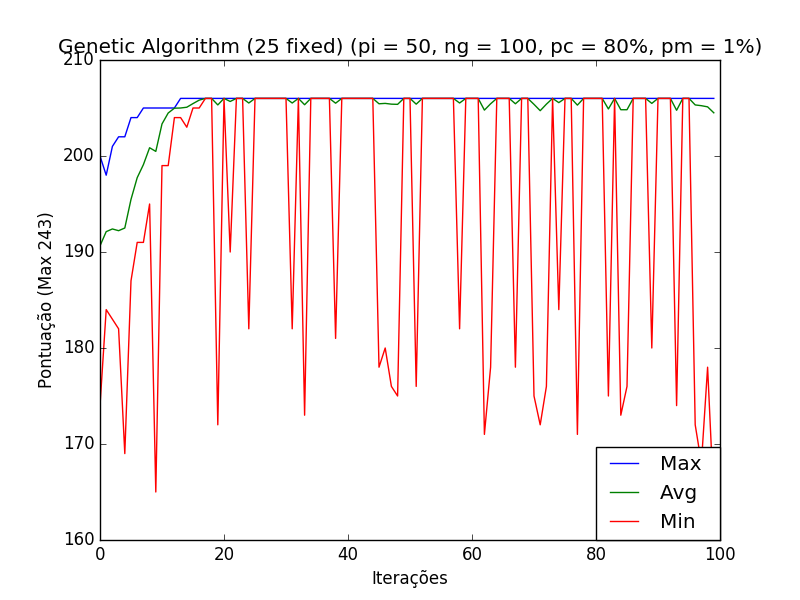 Genetic Algorithm (25 fixed) (pi = 50, ng = 100, pc = 80%, pm = 1%)
210
200
190
180
170
160
Pontuação (Max 243)
Max
Avg
Min
0 20 40 60 80 100
Iterações